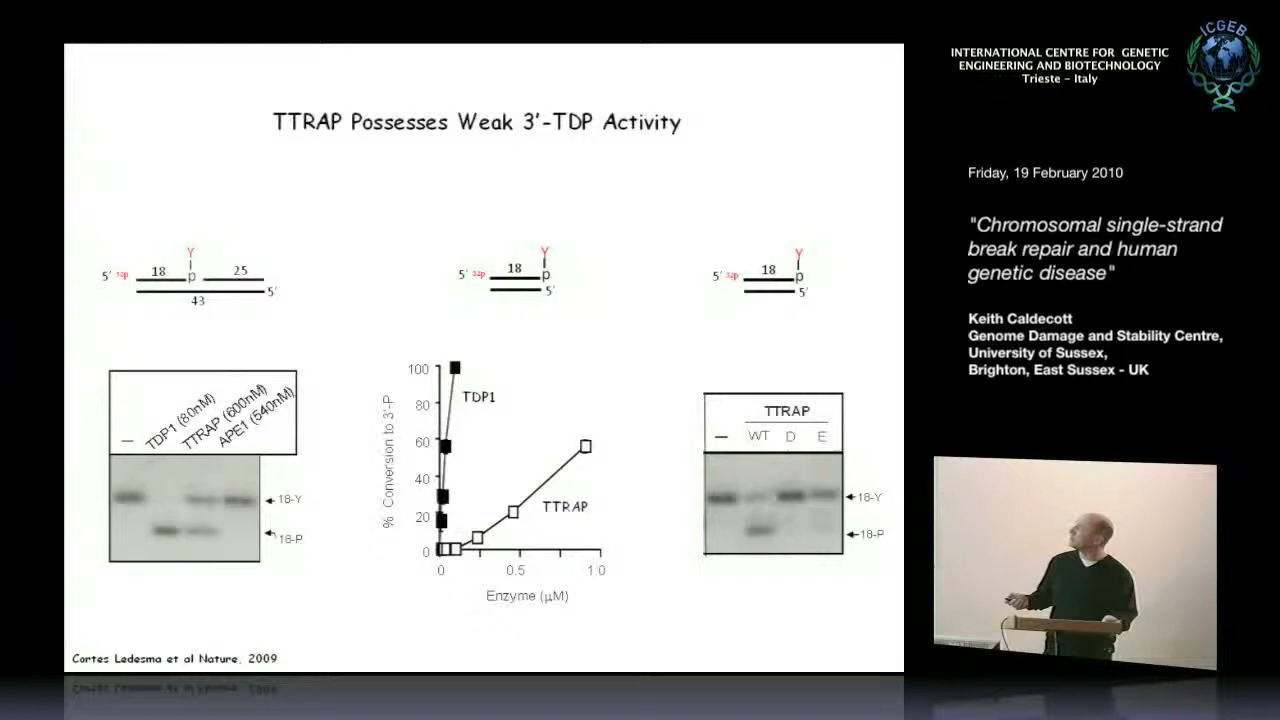 TTRAP Possesses Weak 3'-TDP Activity
Y
5' 32p 18 p 25
43 5'
Y
5' 32p 18 p
5'
Y
5' 32p 18 p
5'
– TDP1 (80nM) TTRAP (600nM) APE1 (540nM)
18-Y
18-P
% Conversion to 3'-P
100
80
60
40
20
0
TDP1
TTRAP
0 0.5 1.0
Enzyme (μM)
TTRAP
– WT D E
18-Y
18-P
Cortes Ledesma et al Nature, 2009
INTERNATIONAL CENTRE FOR GENETIC
ENGINEERING AND BIOTECHNOLOGY
Trieste - Italy
ICGEB
Friday, 19 February 2010
"Chromosomal single-strand
break repair and human
genetic disease"
Keith Caldecott
Genome Damage and Stability Centre,
University of Sussex,
Brighton, East Sussex - UK